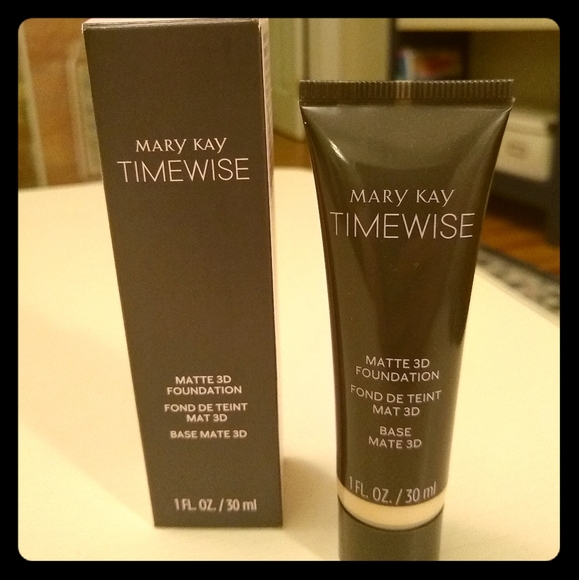 MARY KAY
TIMEWISE
MATTE 3D
FOUNDATION
FOND DE TEINT
MAT 3D
BASE MATE 3D
1 FL. OZ. / 30 ml
MARY KAY
TIMEWISE
MATTE 3D
FOUNDATION
FOND DE TEINT
MAT 3D
BASE
MATE 3D
1 FL. OZ. / 30 ml